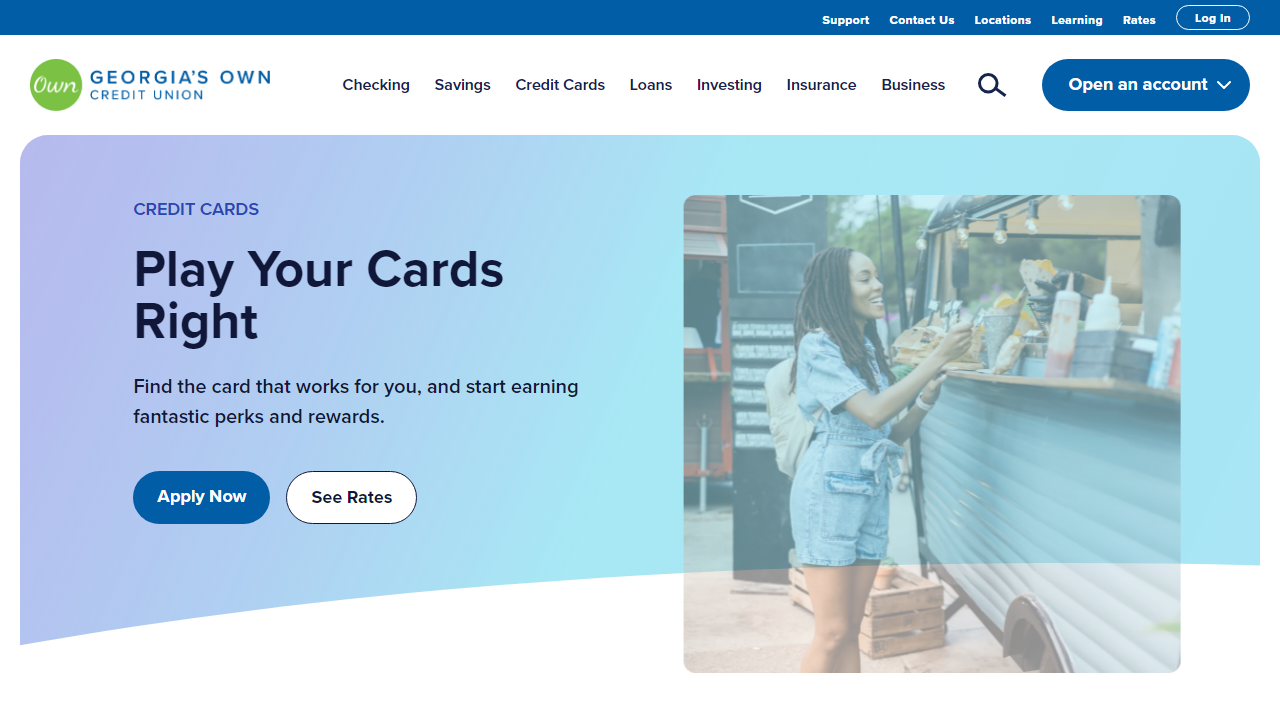 Support Contact Us Locations Learning Rates Log In
Own GEORGIA'S OWN
CREDIT UNION
Checking Savings Credit Cards Loans Investing Insurance Business Open an account
CREDIT CARDS
Play Your Cards
Right
Find the card that works for you, and start earning
fantastic perks and rewards.
Apply Now See Rates